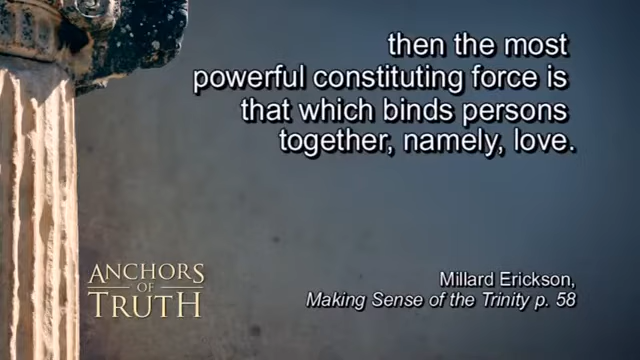 then the most
powerful constituting force is
that which binds persons
together, namely, love.
ANCHORS
OF
TRUTH
Millard Erickson,
Making Sense of the Trinity p. 58